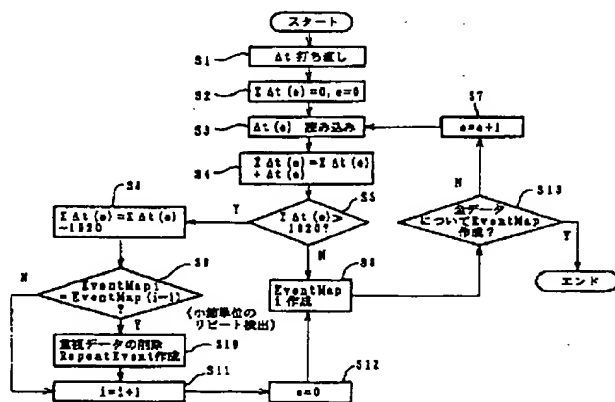 スタート
S1
Δt 打ち直し
S2
ΣΔt(e)=0, e=0
S3
Δt(e) 読み込み
S7
e=e+1
S4
ΣΔt(e)=ΣΔt(e)
+Δt(e)
S5
ΣΔt(e)>
1920?
Y
N
ΣΔt(e)=ΣΔt(e)
-1920
N
S13
全データ
についてEventMap
作成?
Y
エンド
S9
EventMap i
=EventMap(i-1)
?
N
Y
(小節単位の
リピート検出)
EventMap
i 作成
S10
データの削除
RepeatEvent作成
S11
i=i+1
S12
e=0